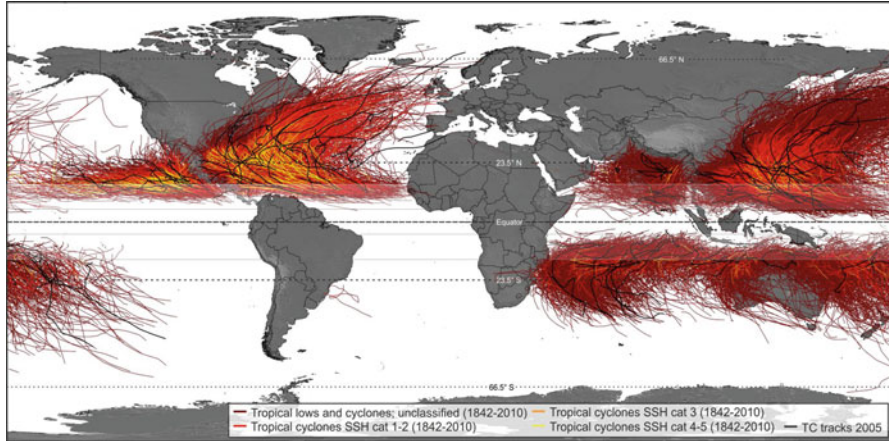 66.5° N
23.5° N
Equator
23.5° S
66.5° S
Tropical lows and cyclones; unclassified (1842-2010)
Tropical cyclones SSH cat 3 (1842-2010)
Tropical cyclones SSH cat 1-2 (1842-2010)
Tropical cyclones SSH cat 4-5 (1842-2010)
TC tracks 2005